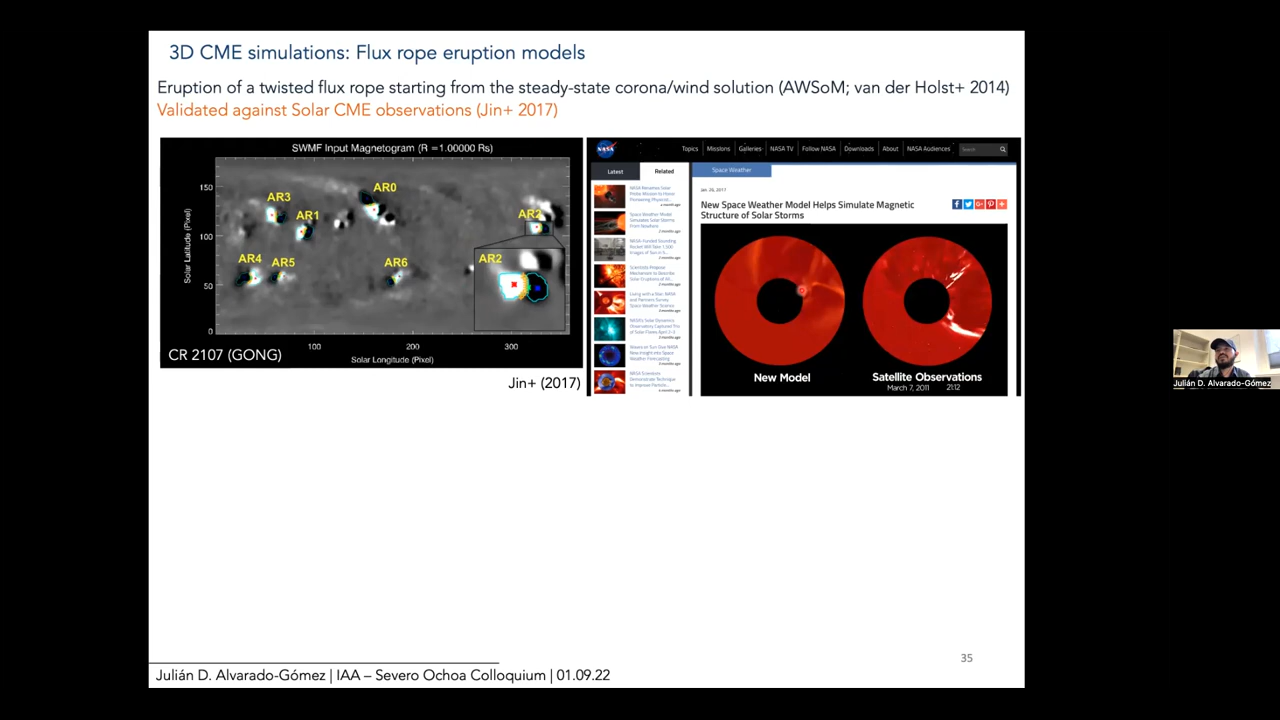 3D CME simulations: Flux rope eruption models
Eruption of a twisted flux rope starting from the steady-state corona/wind solution (AWSoM; van der Holst+ 2014)
Validated against Solar CME observations (Jin+ 2017)
SWMF Input Magnetogram (R =1.00000 Rs)
Solar Latitude (Pixel)
150
100
50
0
AR3
AR1
AR0
AR2
AR4
AR5
AR6
AR2
CR 2107 (GONG)
100
200
300
Solar Longitude (Pixel)
Jin+ (2017)
NASA
Topics Missions Galleries NASA TV Follow NASA Downloads About NASA Audiences
Search
Latest
Related
Space Weather
Jan. 20, 2017
New Space Weather Model Helps Simulate Magnetic
Structure of Solar Storms
New Model
Satellite Observations
March 7, 2011 21:12
35
Julián D. Alvarado-Gómez | IAA – Severo Ochoa Colloquium | 01.09.22
Julián D. Alvarado-Gómez